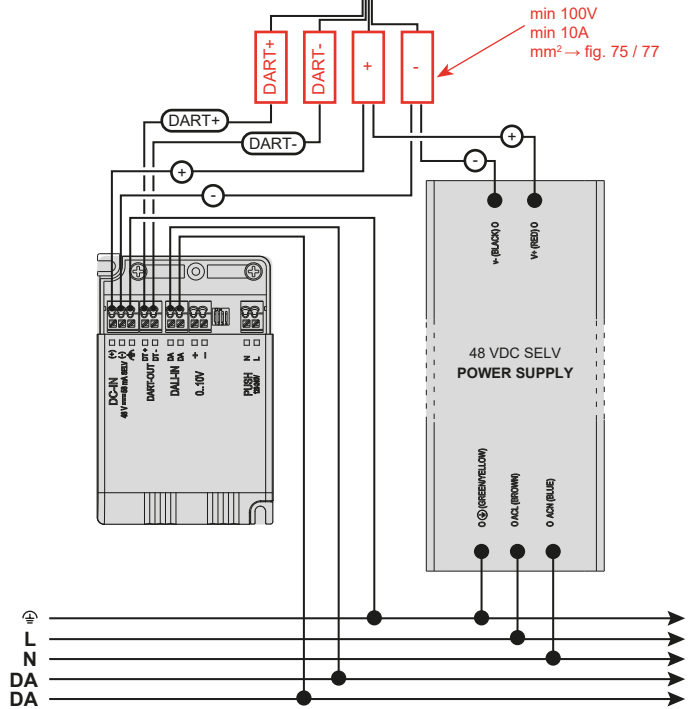 min 100V
min 10A
mm² → fig. 75 / 77
DART+
DART-
+
-
DART+
DART-
+
-
+
-
v- (BLACK) O
V+ (RED) O
DC-IN
(+)
(-)
DT +
DT -
DART-OUT
DA
DA
DALI-IN
+
-
0..10V
N
L
PUSH
48 VDC SELV
POWER SUPPLY
O (GREEN/YELLOW)
O ACL (BROWN)
O ACN (BLUE)
L
N
DA
DA